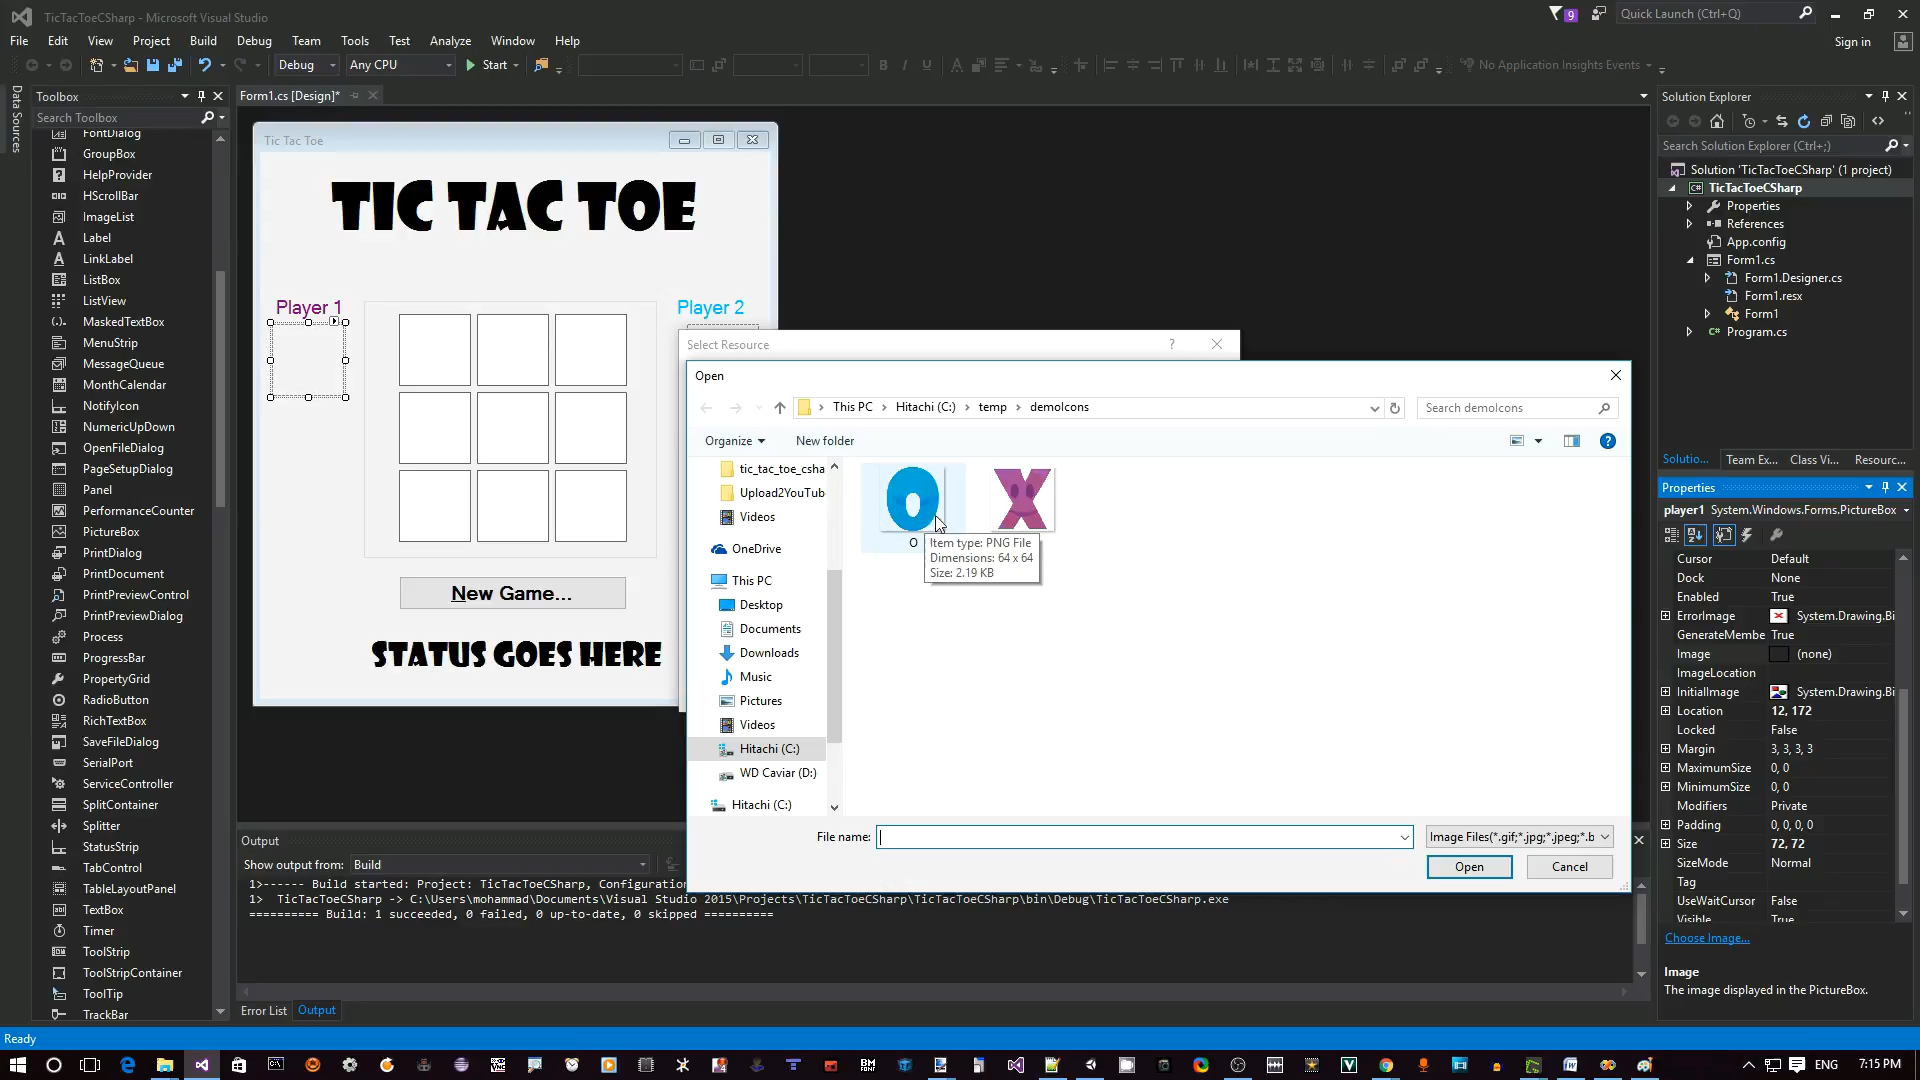 TicTacToeCSharp - Microsoft Visual Studio
9
Quick Launch (Ctrl+Q)
File Edit View Project Build Debug Team Tools Test Analyze Window Help
Sign in
Debug Any CPU Start No Application Insights Events
Data Sources
Toolbox
Search Toolbox
FontDialog
GroupBox
HelpProvider
HScrollBar
ImageList
Label
LinkLabel
ListBox
ListView
MaskedTextBox
MenuStrip
MessageQueue
MonthCalendar
NotifyIcon
NumericUpDown
OpenFileDialog
PageSetupDialog
Panel
PerformanceCounter
PictureBox
PrintDialog
PrintDocument
PrintPreviewControl
PrintPreviewDialog
Process
ProgressBar
PropertyGrid
RadioButton
RichTextBox
SaveFileDialog
SerialPort
ServiceController
SplitContainer
Splitter
StatusStrip
TabControl
TableLayoutPanel
TextBox
Timer
ToolStrip
ToolStripContainer
ToolTip
TrackBar
Form1.cs [Design]*
Tic Tac Toe
TIC TAC TOE
Player 1
Player 2
New Game...
STATUS GOES HERE
Select Resource
Open
This PC Hitachi (C:) temp demoIcons
Search demoIcons
Organize New folder
tic_tac_toe_csha
Upload2YouTub
Videos
OneDrive
This PC
Desktop
Documents
Downloads
Music
Pictures
Videos
Hitachi (C:)
WD Caviar (D:)
Hitachi (C:)
O
Item type: PNG File
Dimensions: 64 x 64
Size: 2.19 KB
File name:
Image Files(*.gif;*.jpg;*.jpeg;*.b
Open Cancel
Output
Show output from: Build
1>------ Build started: Project: TicTacToeCSharp, Configuration
1> TicTacToeCSharp -> C:\Users\mohammad\Documents\Visual Studio 2015\Projects\TicTacToeCSharp\TicTacToeCSharp\bin\Debug\TicTacToeCSharp.exe
========== Build: 1 succeeded, 0 failed, 0 up-to-date, 0 skipped ==========
Error List Output
Solution Explorer
Search Solution Explorer (Ctrl+;)
Solution 'TicTacToeCSharp' (1 project)
TicTacToeCSharp
Properties
References
App.config
Form1.cs
Form1.Designer.cs
Form1.resx
Form1
Program.cs
Solutio... Team Ex... Class Vi... Resourc...
Properties
player1 System.Windows.Forms.PictureBox
Cursor Default
Dock None
Enabled True
ErrorImage System.Drawing.Bi
GenerateMembe True
Image (none)
ImageLocation
InitialImage System.Drawing.Bi
Location 12, 172
Locked False
Margin 3, 3, 3, 3
MaximumSize 0, 0
MinimumSize 0, 0
Modifiers Private
Padding 0, 0, 0, 0
Size 72, 72
SizeMode Normal
Tag
UseWaitCursor False
Visible True
Choose Image...
Image
The image displayed in the PictureBox.
Ready
ENG 7:15 PM